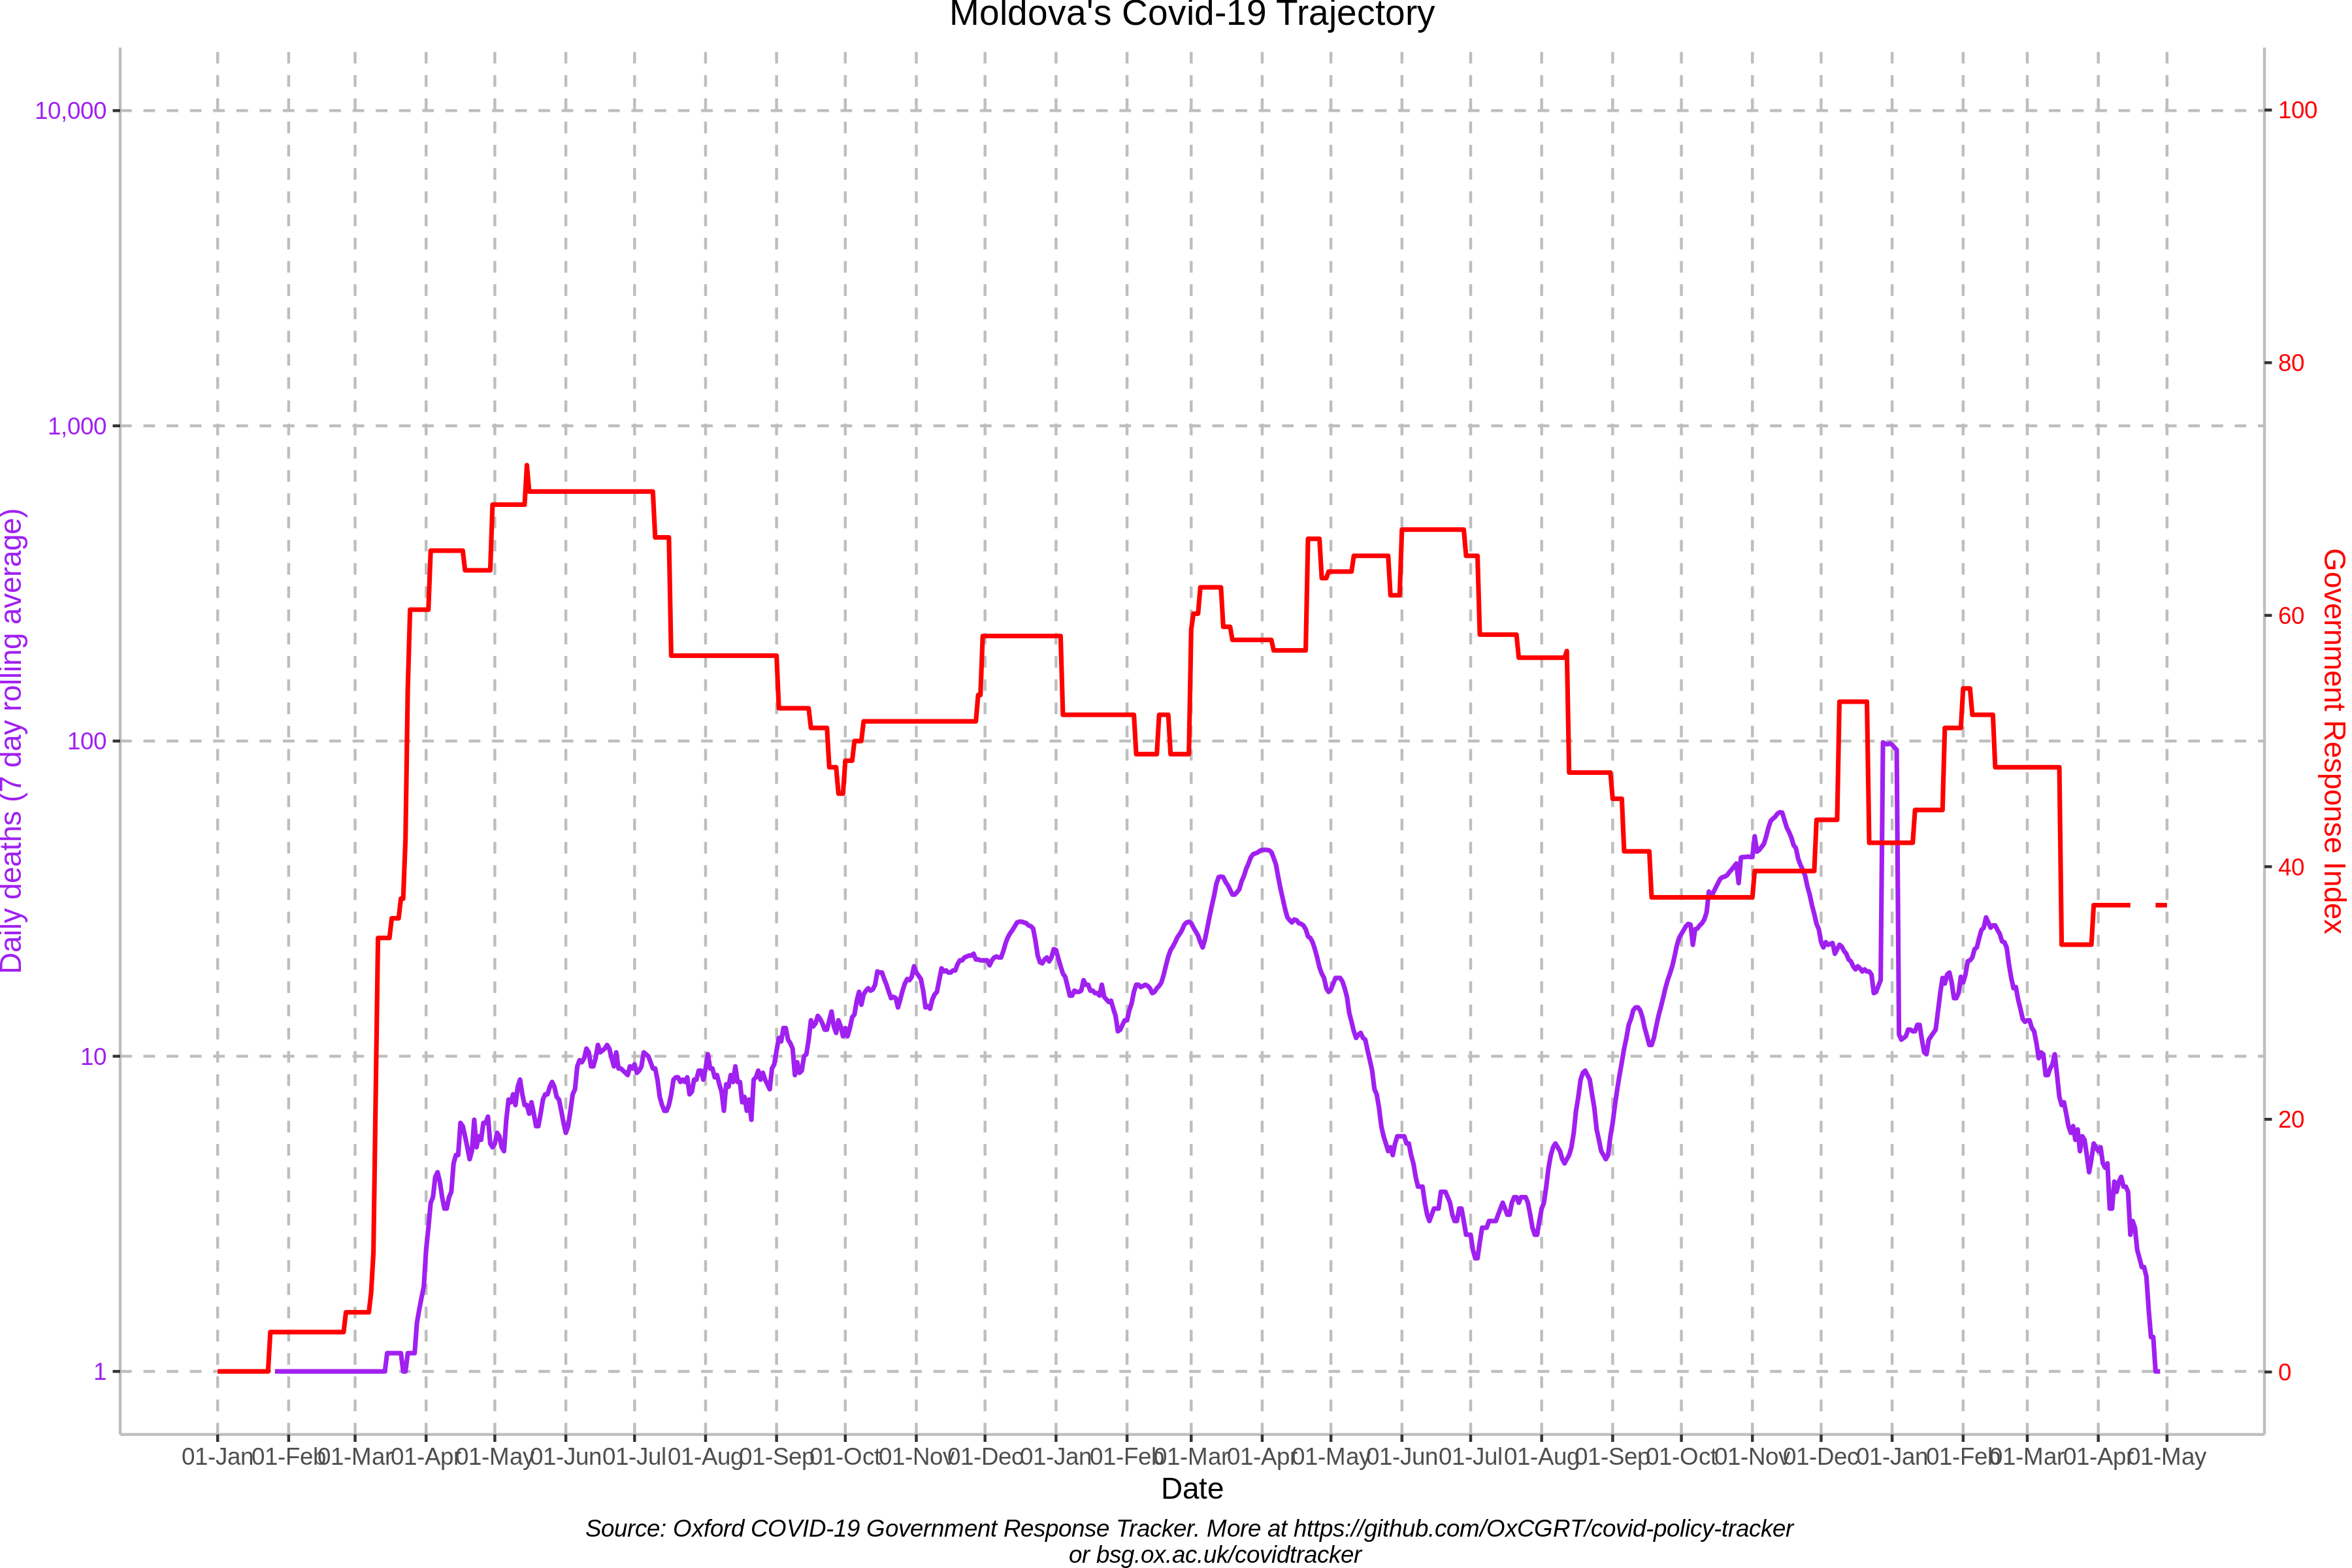 Moldova's Covid-19 Trajectory
10,000
1,000
100
10
1
Daily deaths (7 day rolling average)
100
80
60
40
20
0
Government Response Index
01-Jan 01-Feb 01-Mar 01-Apr 01-May 01-Jun 01-Jul 01-Aug 01-Sep 01-Oct 01-Nov 01-Dec 01-Jan 01-Feb 01-Mar 01-Apr 01-May 01-Jun 01-Jul 01-Aug 01-Sep 01-Oct 01-Nov 01-Dec 01-Jan 01-Feb 01-Mar 01-Apr 01-May
Date
Source: Oxford COVID-19 Government Response Tracker. More at https://github.com/OxCGRT/covid-policy-tracker
or bsg.ox.ac.uk/covidtracker